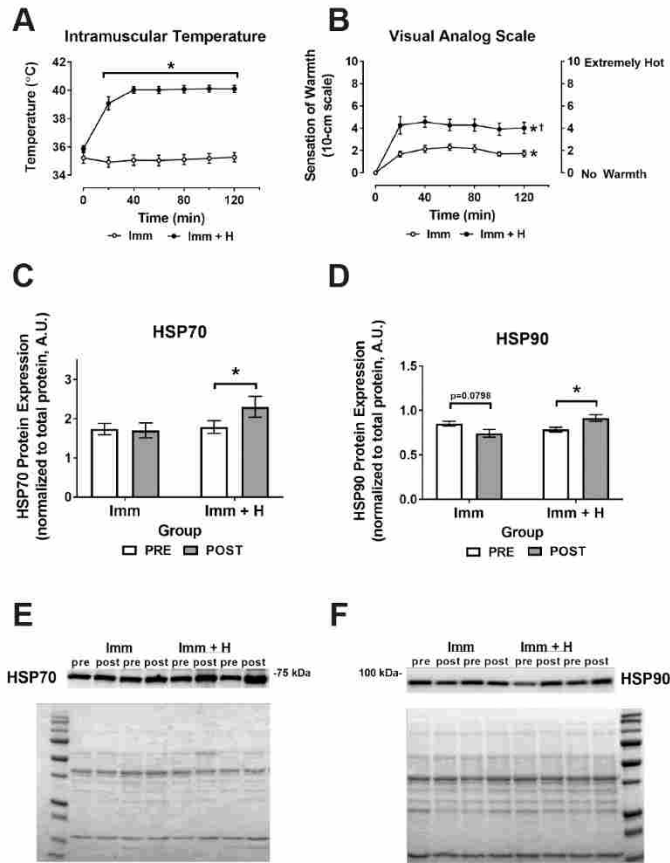 A
Intramuscular Temperature
*
Temperature (°C)
42
40
38
36
34
0
40
80
120
Time (min)
Imm
Imm + H
B
Visual Analog Scale
Sensation of Warmth
(10-cm scale)
10
8
6
4
2
0
10
8
6
4
2
0
Extremely Hot
No Warmth
*†
*
0
40
80
120
Time (min)
Imm
Imm + H
C
HSP70
HSP70 Protein Expression
(normalized to total protein, A.U.)
3
2
1
0
*
Imm
Imm + H
Group
PRE
POST
D
HSP90
HSP90 Protein Expression
(normalized to total protein, A.U.)
1.5
1.0
0.5
0.0
p=0.0798
*
Imm
Imm + H
Group
PRE
POST
E
Imm
Imm + H
pre post pre post pre post pre post
HSP70
-75 kDa
F
Imm
Imm + H
pre post pre post pre post pre post
100 kDa-
HSP90